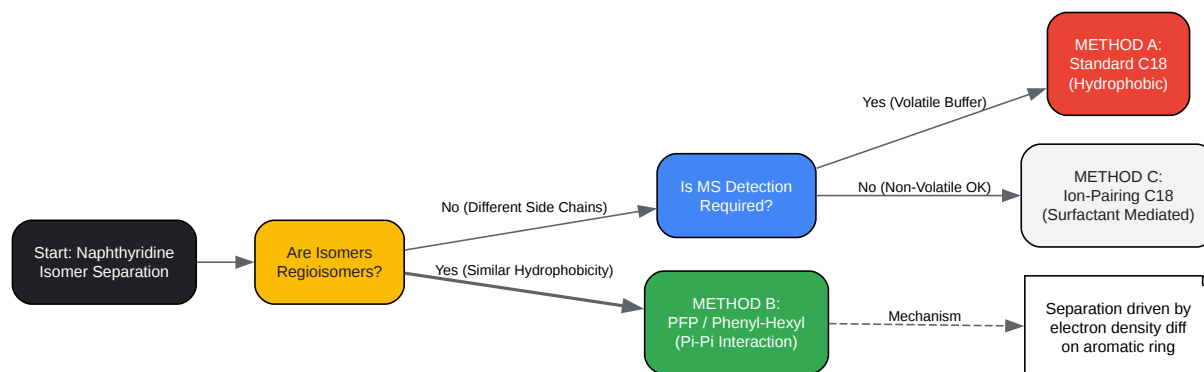 Start: Naphthyridine
Isomer Separation
Are Isomers
Regioisomers?
No (Different Side Chains)
Yes (Similar Hydrophobicity)
Is MS Detection
Required?
Yes (Volatile Buffer)
No (Non-Volatile OK)
METHOD A:
Standard C18
(Hydrophobic)
METHOD C:
Ion-Pairing C18
(Surfactant Mediated)
METHOD B:
PFP / Phenyl-Hexyl
(Pi-Pi Interaction)
Mechanism
Separation driven by
electron density diff
on aromatic ring